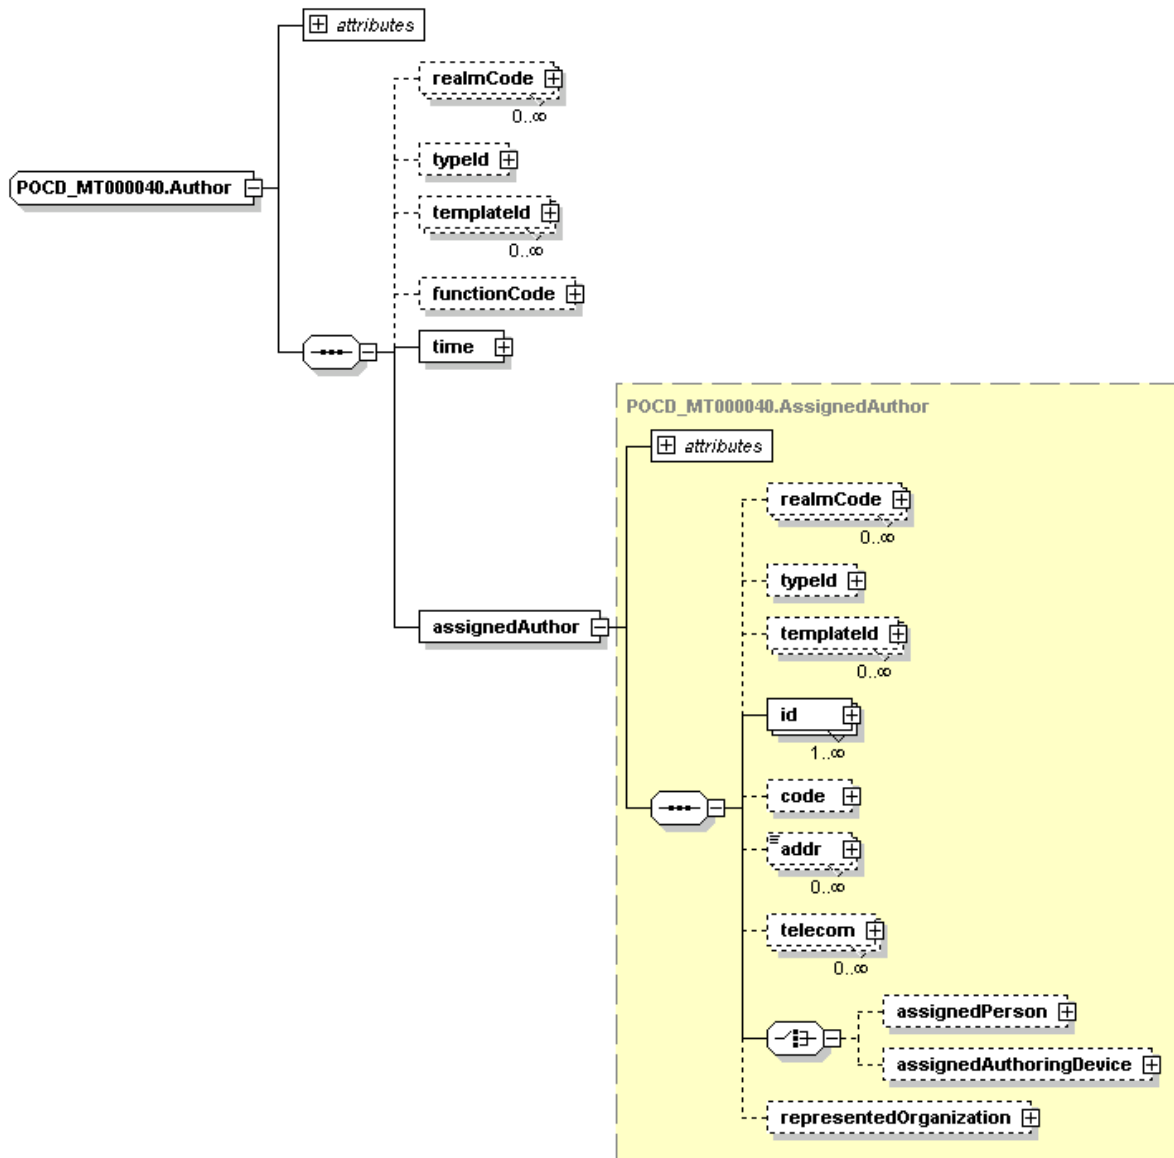 attributes
realmCode
0..∞
typeId
POCD_MT000040.Author
templateId
0..∞
functionCode
time
POCD_MT000040.AssignedAuthor
attributes
realmCode
0..∞
typeId
assignedAuthor
templateId
0..∞
id
1..∞
code
addr
0..∞
telecom
0..∞
assignedPerson
assignedAuthoringDevice
representedOrganization